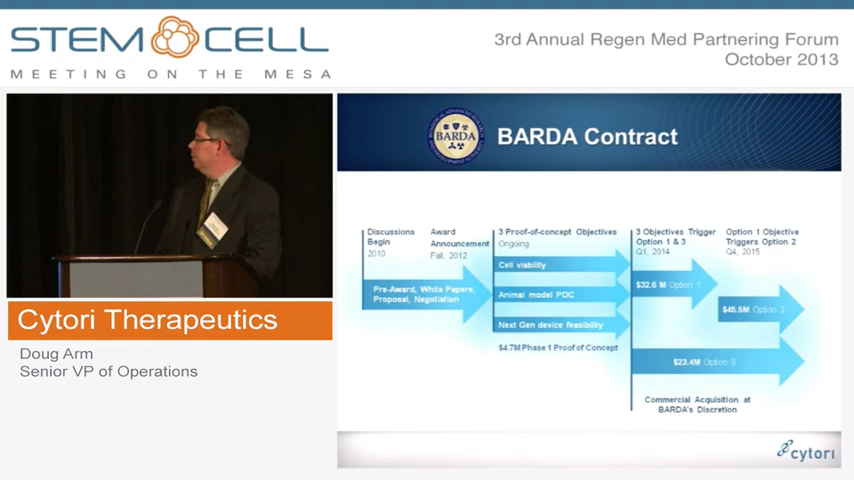 STEM CELL
MEETING ON THE MESA
3rd Annual Regen Med Partnering Forum
October 2013
BARDA
BARDA Contract
Discussions
Begin
2010
Award
Announcement
Fall, 2012
3 Proof-of-concept Objectives
Ongoing
3 Objectives Trigger
Option 1 & 3
Q1, 2014
Option 1 Objective
Triggers Option 2
Q4, 2015
Pre-Award, White Papers,
Proposal, Negotiation
Cell viability
Animal model POC
Next Gen device feasibility
$4.7M Phase 1 Proof of Concept
$32.6 M Option 1
$45.5M Option 2
$23.4M Option 3
Commercial Acquisition at
BARDA's Discretion
cytori
Cytori Therapeutics
Doug Arm
Senior VP of Operations